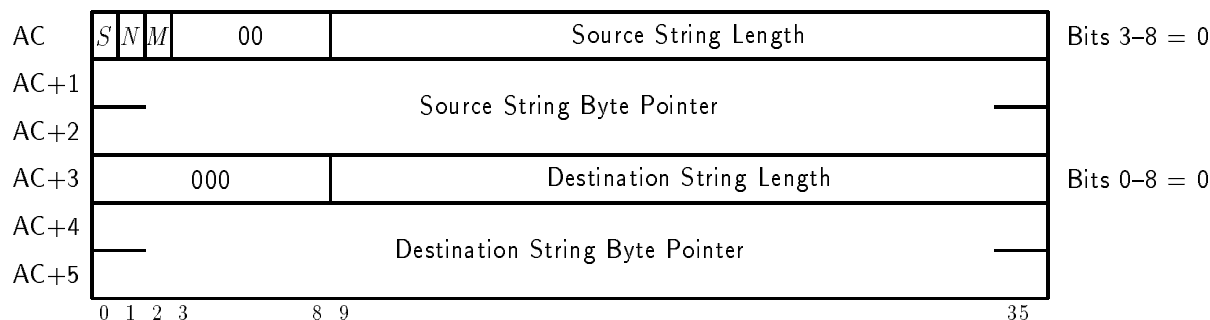 AC S N M 00 Source String Length Bits 3–8 = 0
AC+1
Source String Byte Pointer
AC+2
AC+3 000 Destination String Length Bits 0–8 = 0
AC+4
Destination String Byte Pointer
AC+5
0 1 2 3 8 9 35